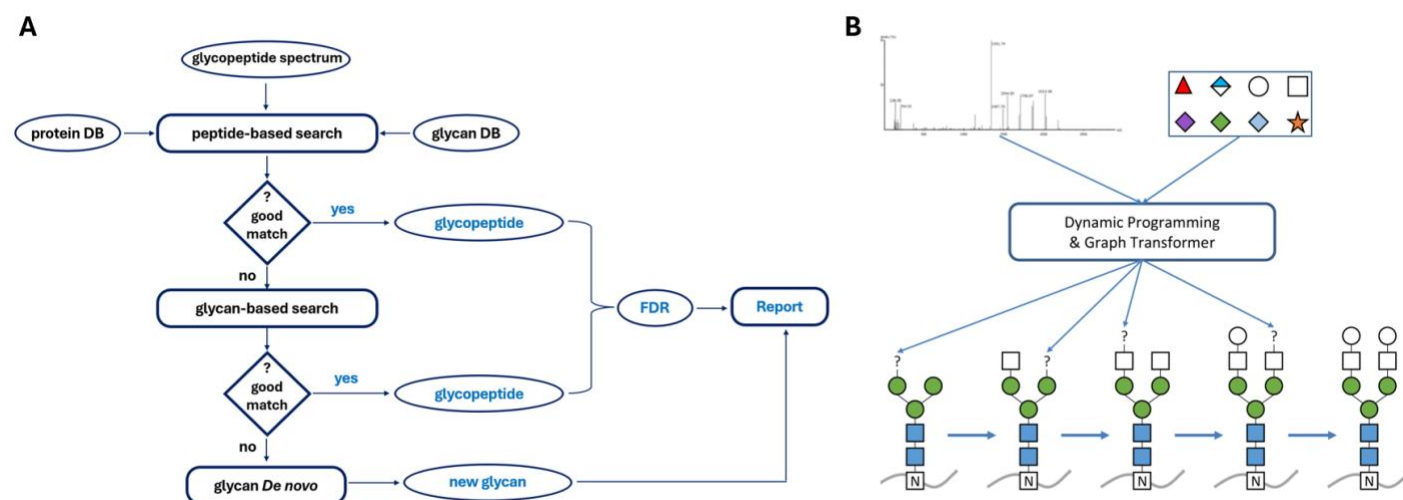 A
glycopeptide spectrum
protein DB
peptide-based search
glycan DB
?
good
match
yes
glycopeptide
no
glycan-based search
FDR
Report
?
good
match
yes
glycopeptide
no
glycan De novo
new glycan
B
Dynamic Programming
& Graph Transformer
?
?
?
?
N
N
N
N
N